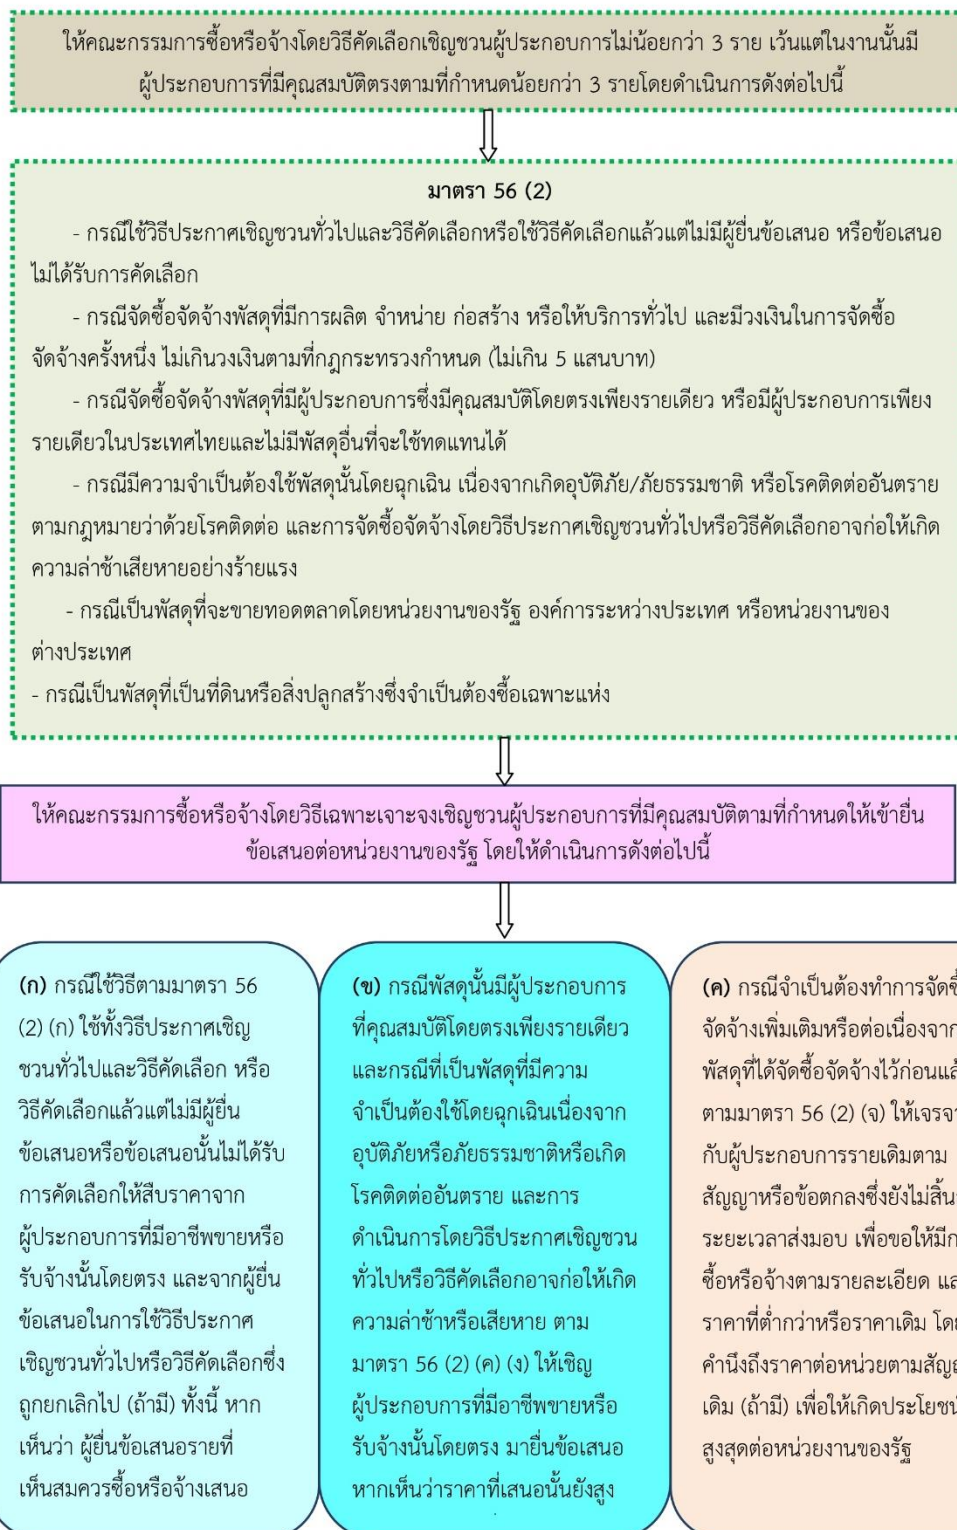 ให้คณะกรรมการซื้อหรือจ้างโดยวิธีคัดเลือกเชิญชวนผู้ประกอบการไม่น้อยกว่า 3 ราย เว้นแต่ในงานนั้นมี
ผู้ประกอบการที่มีคุณสมบัติตรงตามที่กำหนดน้อยกว่า 3 รายโดยดำเนินการดังต่อไปนี้
มาตรา 56 (2)
- กรณีใช้วิธีประกาศเชิญชวนทั่วไปและวิธีคัดเลือกหรือใช้วิธีคัดเลือกแล้วแต่ไม่มีผู้ยื่นข้อเสนอ หรือข้อเสนอ
ไม่ได้รับการคัดเลือก
- กรณีจัดซื้อจัดจ้างพัสดุที่มีการผลิต จำหน่าย ก่อสร้าง หรือให้บริการทั่วไป และมีวงเงินในการจัดซื้อ
จัดจ้างครั้งหนึ่ง ไม่เกินวงเงินตามที่กฎกระทรวงกำหนด (ไม่เกิน 5 แสนบาท)
- กรณีจัดซื้อจัดจ้างพัสดุที่มีผู้ประกอบการซึ่งมีคุณสมบัติโดยตรงเพียงรายเดียว หรือมีผู้ประกอบการเพียง
รายเดียวในประเทศไทยและไม่มีพัสดุอื่นที่จะใช้ทดแทนได้
- กรณีมีความจำเป็นต้องใช้พัสดุนั้นโดยฉุกเฉิน เนื่องจากเกิดอุบัติภัย/ภัยธรรมชาติ หรือโรคติดต่ออันตราย
ตามกฎหมายว่าด้วยโรคติดต่อ และการจัดซื้อจัดจ้างโดยวิธีประกาศเชิญชวนทั่วไปหรือวิธีคัดเลือกอาจก่อให้เกิด
ความล่าช้าเสียหายอย่างร้ายแรง
- กรณีเป็นพัสดุที่จะขายทอดตลาดโดยหน่วยงานของรัฐ องค์การระหว่างประเทศ หรือหน่วยงานของ
ต่างประเทศ
- กรณีเป็นพัสดุที่เป็นที่ดินหรือสิ่งปลูกสร้างซึ่งจำเป็นต้องซื้อเฉพาะแห่ง
ให้คณะกรรมการซื้อหรือจ้างโดยวิธีเฉพาะเจาะจงเชิญชวนผู้ประกอบการที่มีคุณสมบัติตามที่กำหนดให้เข้ายื่น
ข้อเสนอต่อหน่วยงานของรัฐ โดยให้ดำเนินการดังต่อไปนี้
(ก) กรณีใช้วิธีตามมาตรา 56
(2) (ก) ใช้ทั้งวิธีประกาศเชิญ
ชวนทั่วไปและวิธีคัดเลือก หรือ
วิธีคัดเลือกแล้วแต่ไม่มีผู้ยื่น
ข้อเสนอหรือข้อเสนอนั้นไม่ได้รับ
การคัดเลือกให้สืบราคาจาก
ผู้ประกอบการที่มีอาชีพขายหรือ
รับจ้างนั้นโดยตรง และจากผู้ยื่น
ข้อเสนอในการใช้วิธีประกาศ
เชิญชวนทั่วไปหรือวิธีคัดเลือกซึ่ง
ถูกยกเลิกไป (ถ้ามี) ทั้งนี้ หาก
เห็นว่า ผู้ยื่นข้อเสนอรายที่
เห็นสมควรซื้อหรือจ้างเสนอ
(ข) กรณีพัสดุนั้นมีผู้ประกอบการ
ที่คุณสมบัติโดยตรงเพียงรายเดียว
และกรณีที่เป็นพัสดุที่มีความ
จำเป็นต้องใช้โดยฉุกเฉินเนื่องจาก
อุบัติภัยหรือภัยธรรมชาติหรือเกิด
โรคติดต่ออันตราย และการ
ดำเนินการโดยวิธีประกาศเชิญชวน
ทั่วไปหรือวิธีคัดเลือกอาจก่อให้เกิด
ความล่าช้าหรือเสียหาย ตาม
มาตรา 56 (2) (ค) (ง) ให้เชิญ
ผู้ประกอบการที่มีอาชีพขายหรือ
รับจ้างนั้นโดยตรง มายื่นข้อเสนอ
หากเห็นว่าราคาที่เสนอนั้นยังสูง
(ค) กรณีจำเป็นต้องทำการจัดซื้
จัดจ้างเพิ่มเติมหรือต่อเนื่องจาก
พัสดุที่ได้จัดซื้อจัดจ้างไว้ก่อนแล้
ตามมาตรา 56 (2) (จ) ให้เจรจา
กับผู้ประกอบการรายเดิมตาม
สัญญาหรือข้อตกลงซึ่งยังไม่สิ้นส
ระยะเวลาส่งมอบ เพื่อขอให้มีก
ซื้อหรือจ้างตามรายละเอียด แล
ราคาที่ต่ำกว่าหรือราคาเดิม โดย
คำนึงถึงราคาต่อหน่วยตามสัญญ
เดิม (ถ้ามี) เพื่อให้เกิดประโยชน์
สูงสุดต่อหน่วยงานของรัฐ